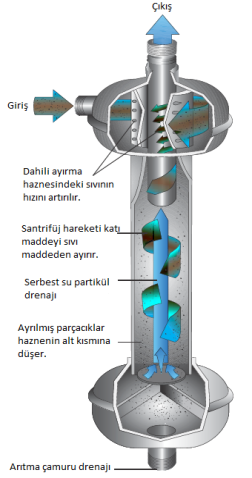 Çıkış
Giriş
Dahili ayırma
haznesindeki sıvının
hızını artırılır.
Santrifüj hareketi katı
maddeyi sıvı
maddeden ayırır.
Serbest su partikül
drenajı
Ayrılmış parçacıklar
haznenin alt kısmına
düşer.
Arıtma çamuru drenajı